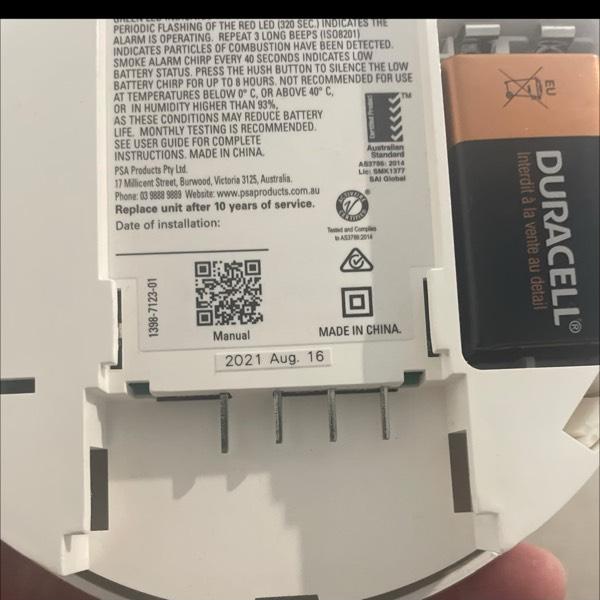 GREEN LED INDICATES
PERIODIC FLASHING OF THE RED LED (320 SEC.) INDICATES THE
ALARM IS OPERATING. REPEAT 3 LONG BEEPS (ISO8201)
INDICATES PARTICLES OF COMBUSTION HAVE BEEN DETECTED.
SMOKE ALARM CHIRP EVERY 40 SECONDS INDICATES LOW
BATTERY STATUS. PRESS THE HUSH BUTTON TO SILENCE THE LOW
BATTERY CHIRP FOR UP TO 8 HOURS. NOT RECOMMENDED FOR USE
AT TEMPERATURES BELOW 0° C, OR ABOVE 40° C,
OR IN HUMIDITY HIGHER THAN 93%,
AS THESE CONDITIONS MAY REDUCE BATTERY
LIFE. MONTHLY TESTING IS RECOMMENDED.
SEE USER GUIDE FOR COMPLETE
INSTRUCTIONS. MADE IN CHINA.
PSA Products Pty Ltd.
17 Millicent Street, Burwood, Victoria 3125, Australia.
Phone: 03 9888 9889 Website: www.psaproducts.com.au
Replace unit after 10 years of service.
Date of installation:
Certified Product
TM
Australian
Standard
AS3786: 2014
Lic: SMK1377
SAI Global
®
Tested and Complies
to AS3786:2014
1398-7123-01
Manual
MADE IN CHINA.
2021 Aug. 16
EU
DURACELL®
Interdit à la vente au detail